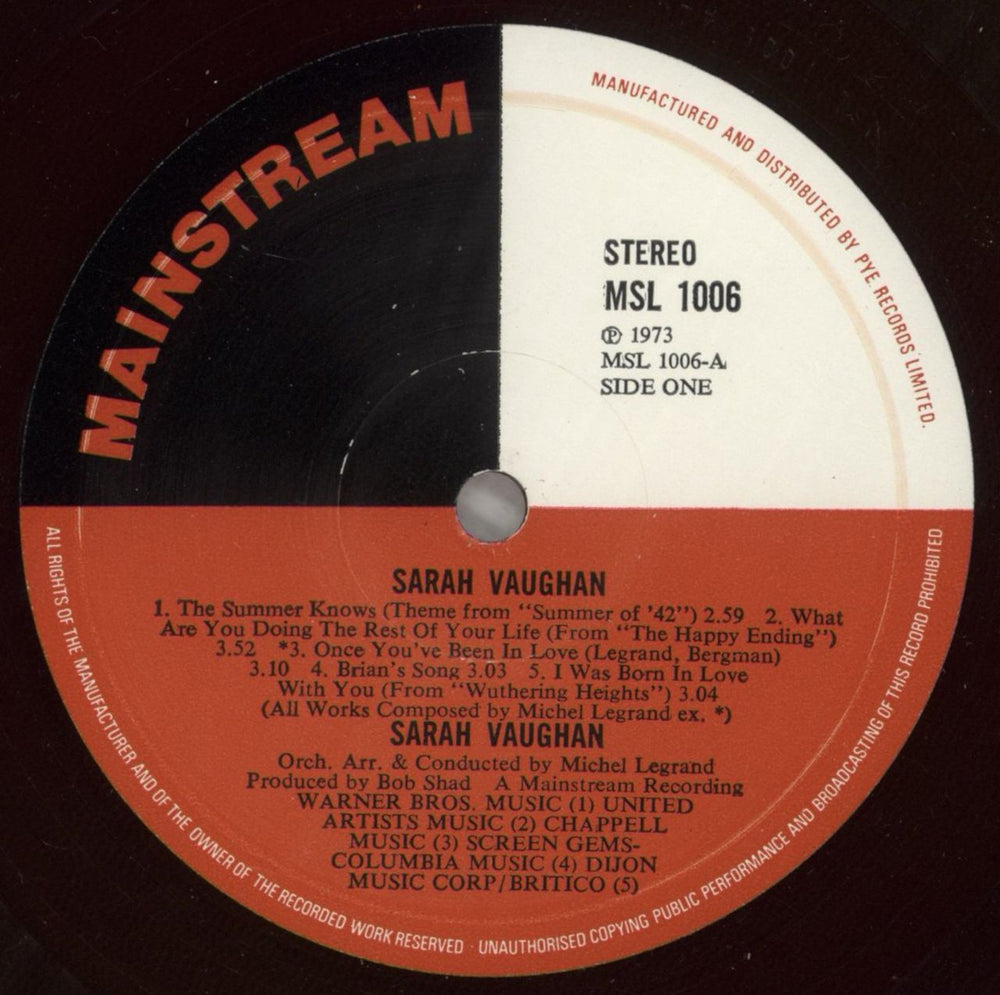 MAINSTREAM
MANUFACTURED AND DISTRIBUTED BY PYE RECORDS LIMITED.
STEREO
MSL 1006
Ⓟ 1973
MSL 1006-A
SIDE ONE
SARAH VAUGHAN
1. The Summer Knows (Theme from "Summer of '42") 2.59 2. What
Are You Doing The Rest Of Your Life (From "The Happy Ending")
3.52 *3. Once You've Been In Love (Legrand, Bergman)
3.10 4. Brian's Song 3.03 5. I Was Born In Love
With You (From "Wuthering Heights") 3.04
(All Works Composed by Michel Legrand ex. *)
SARAH VAUGHAN
Orch. Arr. & Conducted by Michel Legrand
Produced by Bob Shad A Mainstream Recording
WARNER BROS. MUSIC (1) UNITED
ARTISTS MUSIC (2) CHAPPELL
MUSIC (3) SCREEN GEMS-
COLUMBIA MUSIC (4) DIJON
MUSIC CORP/BRITICO (5)
ALL RIGHTS OF THE MANUFACTURER AND OF THE OWNER OF THE RECORDED WORK RESERVED · UNAUTHORISED COPYING PUBLIC PERFORMANCE AND BROADCASTING OF THIS RECORD PROHIBITED